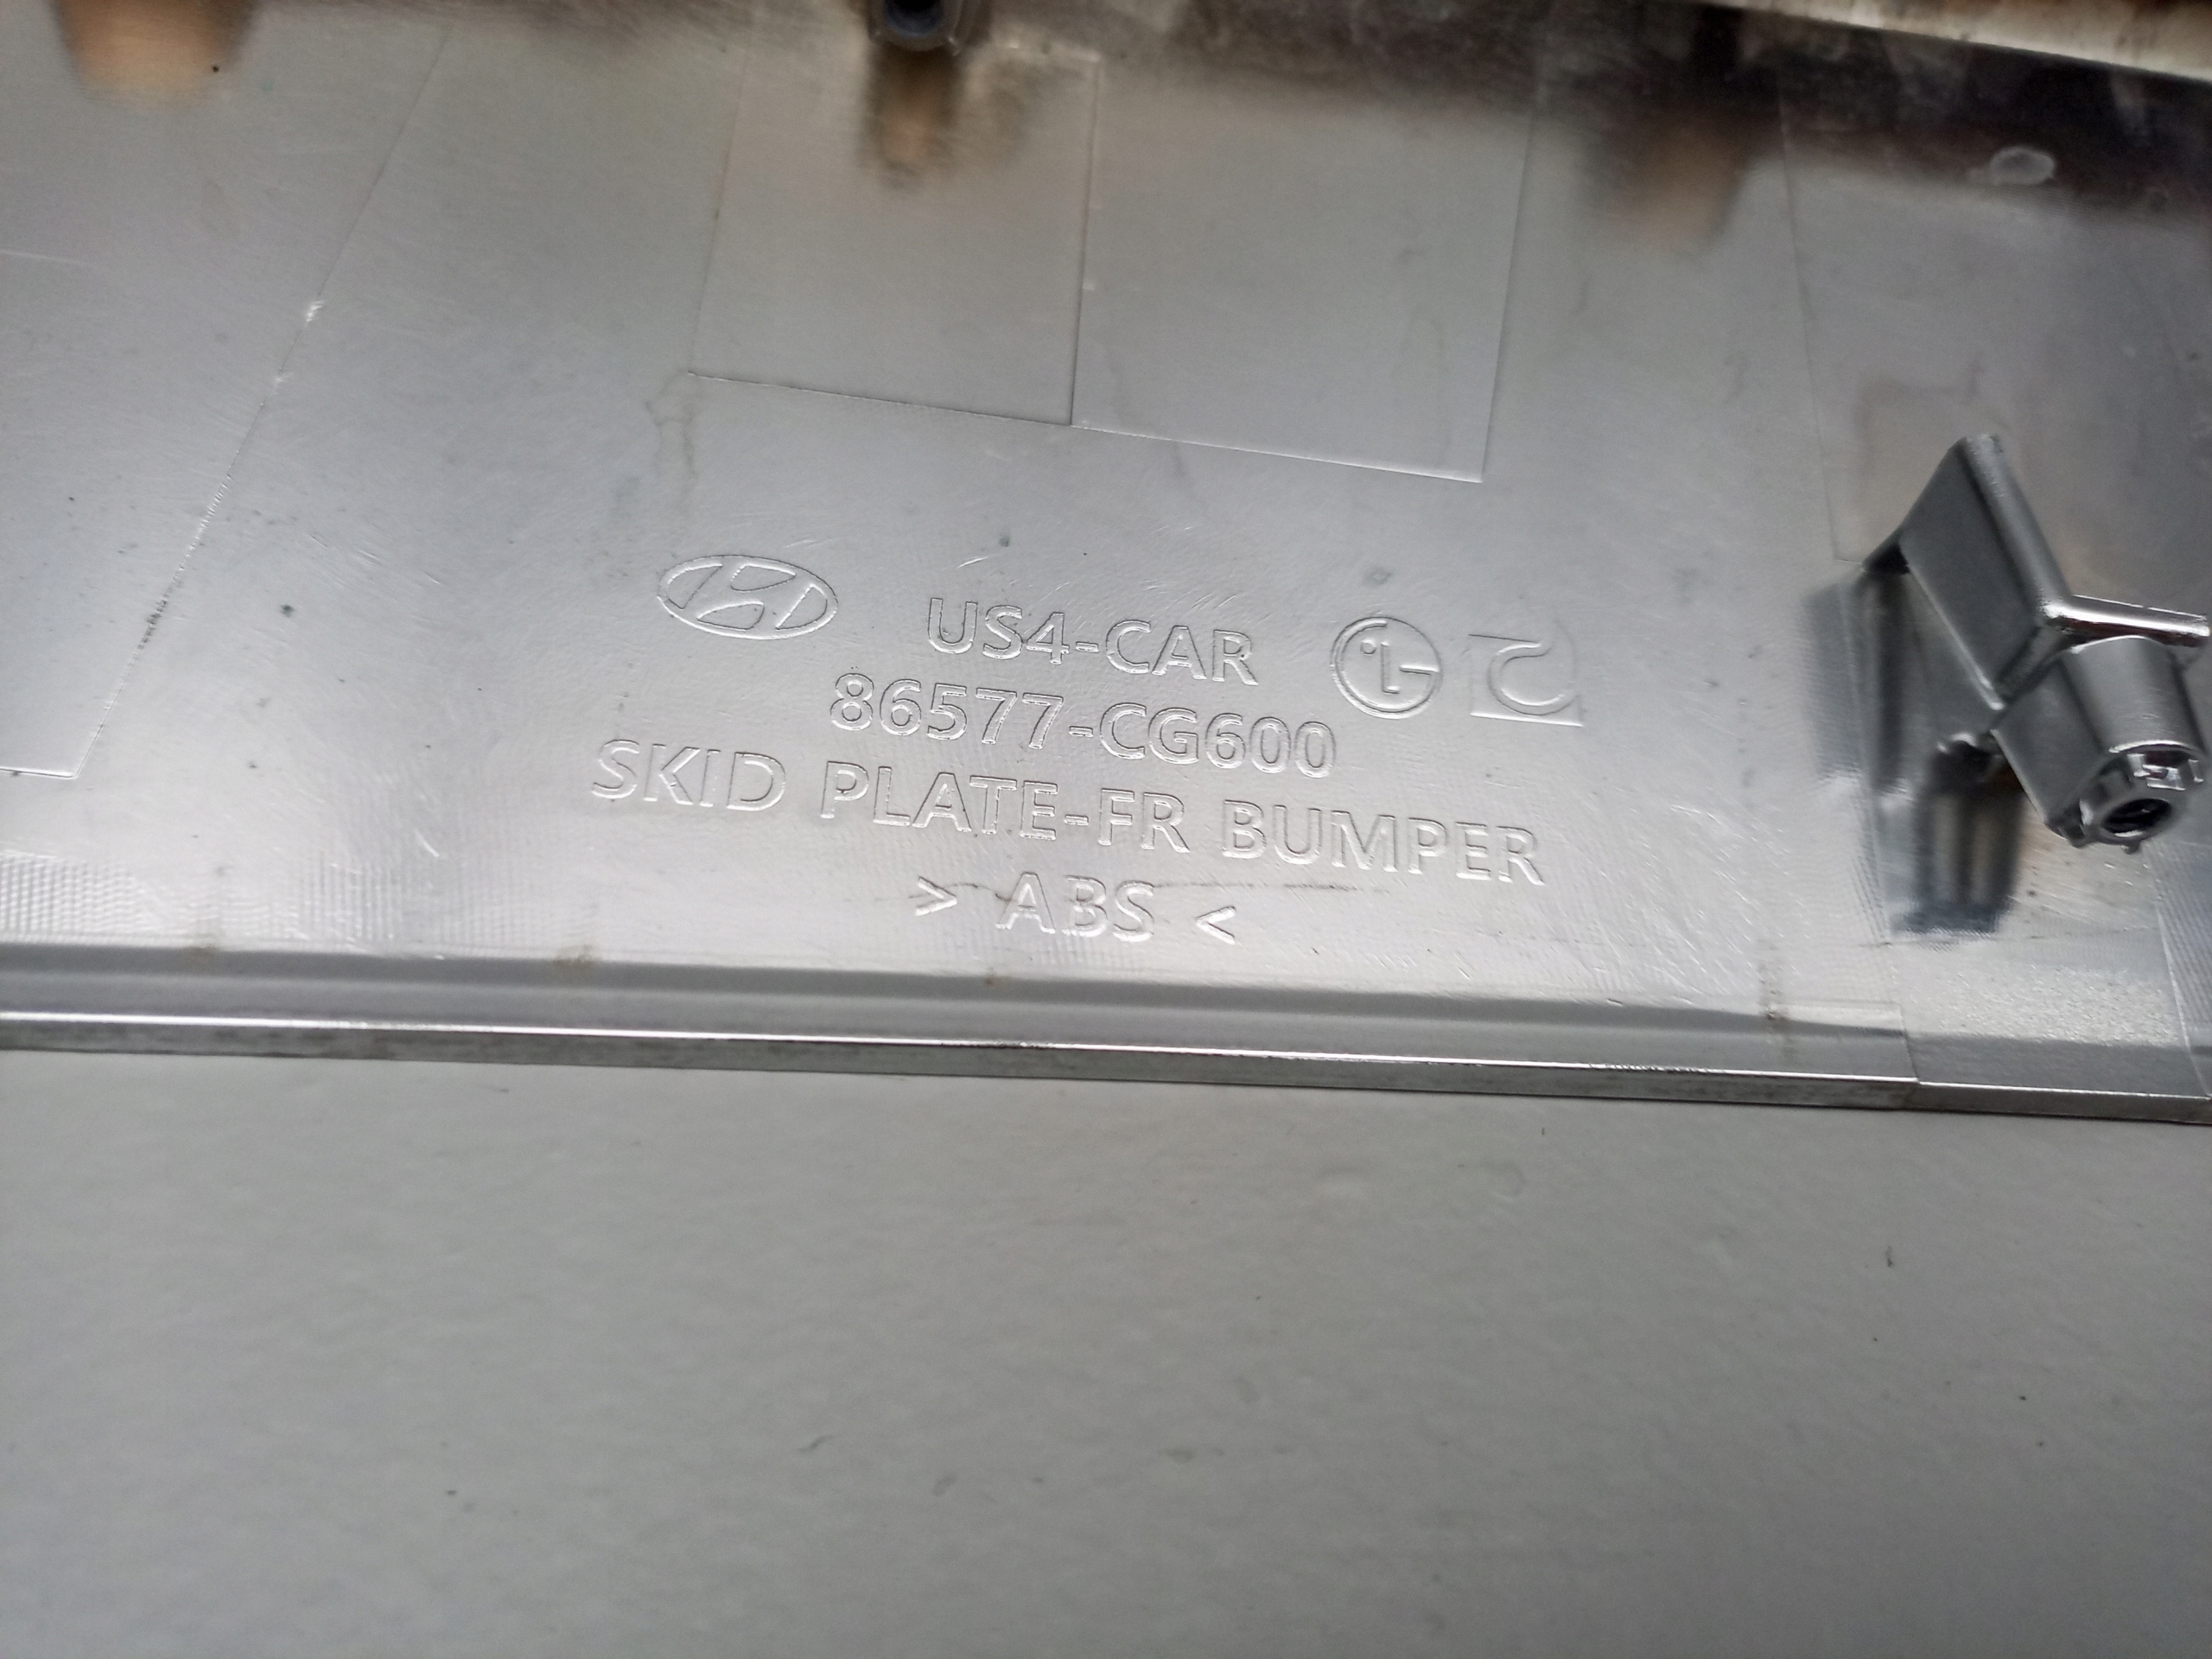 US4-CAR
86577-CG600
SKID PLATE-FR BUMPER
> ABS <